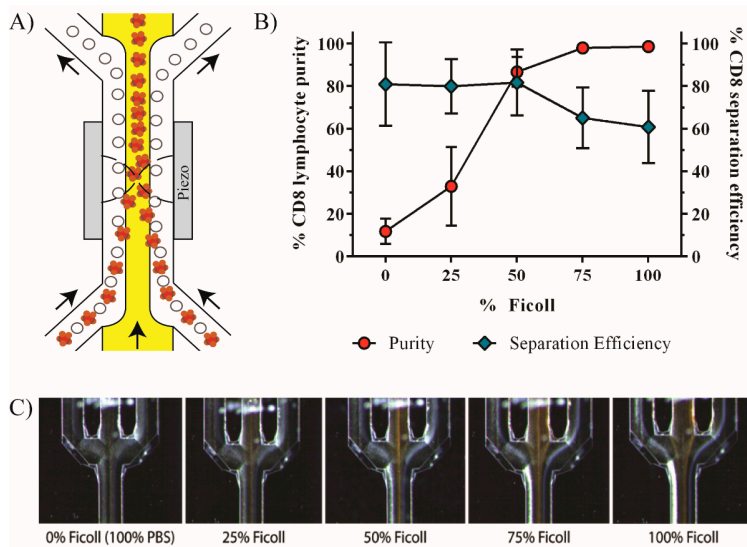 A)
Piezo
B)
% CD8 lymphocyte purity
100
80
60
40
20
0
100
80
60
40
20
0
% CD8 separation
efficiency
0 25 50 75 100
% Ficoll
Purity Separation Efficiency
C)
0% Ficoll (100% PBS) 25% Ficoll 50% Ficoll 75% Ficoll 100% Ficoll